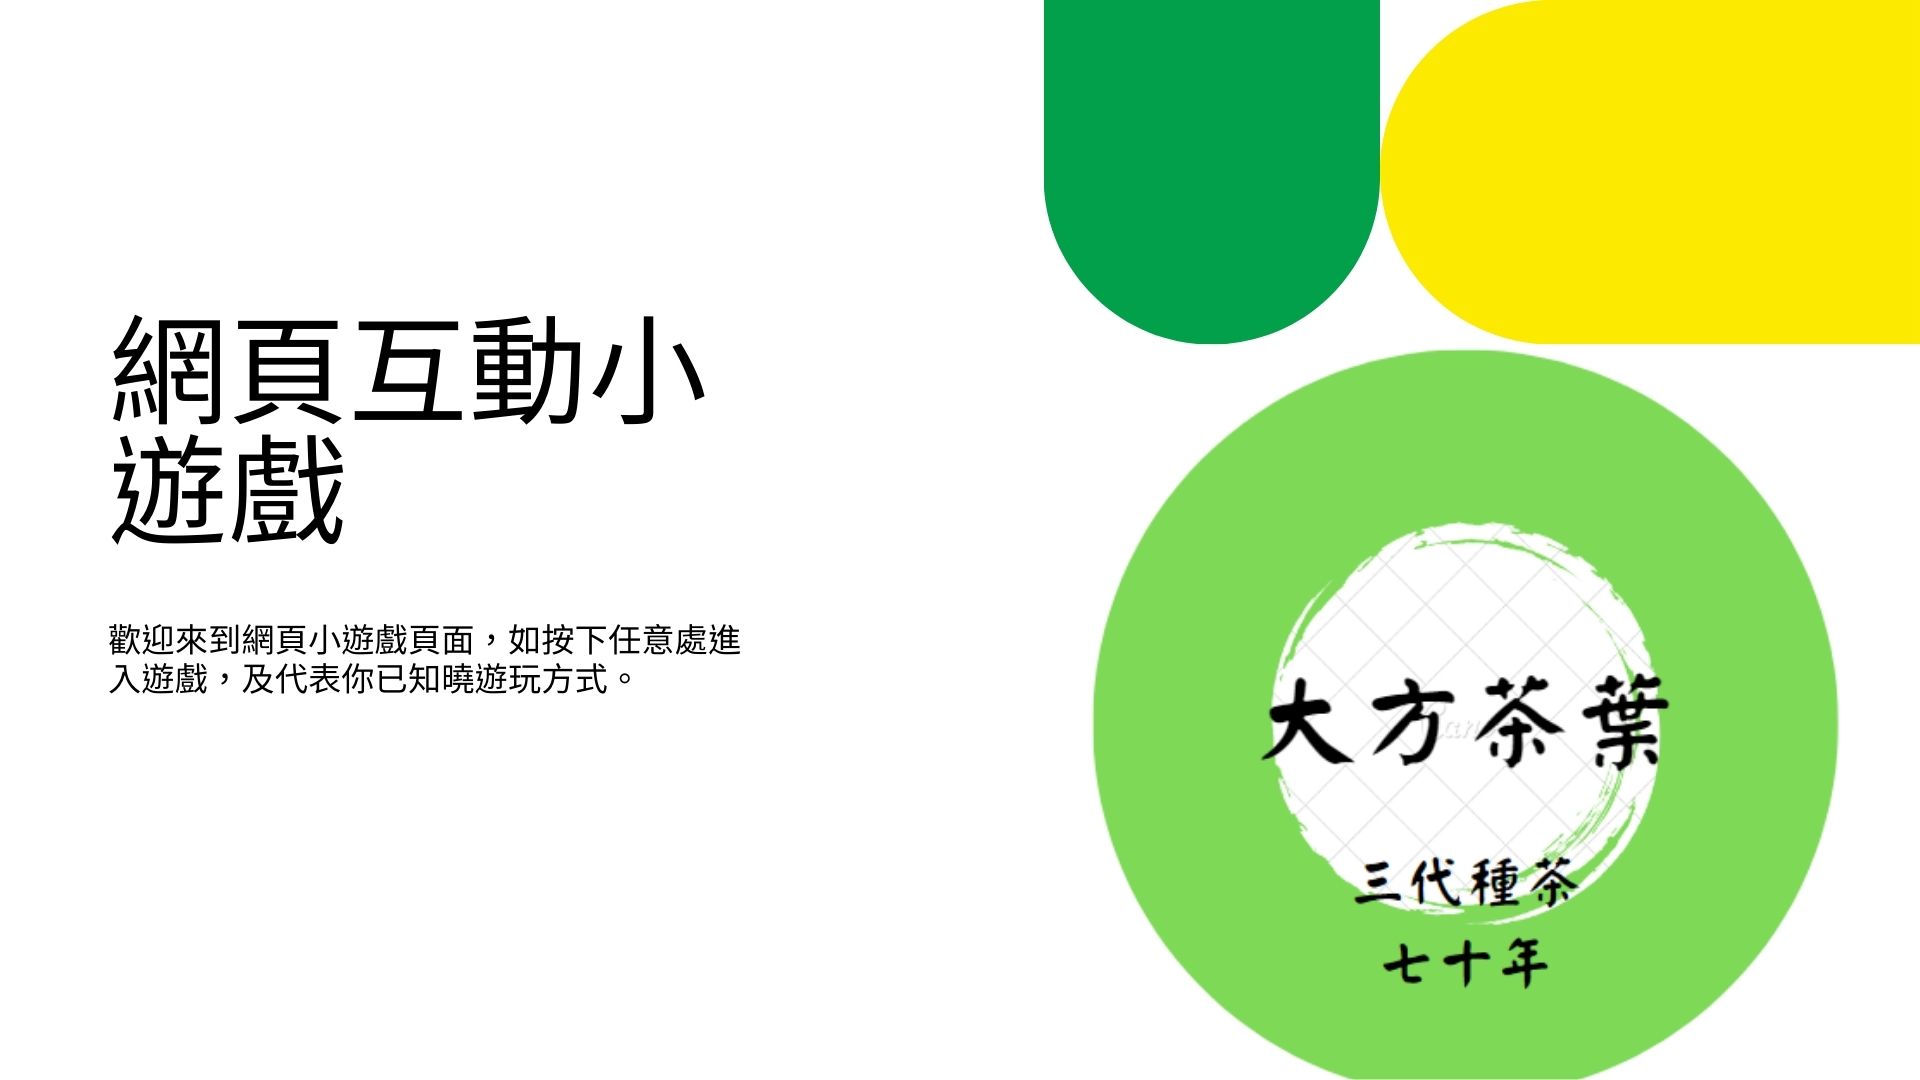 網頁互動小
遊戲
歡迎來到網頁小遊戲頁面，如按下任意處進
入遊戲，及代表你已知曉遊玩方式。
大方茶葉
三代種茶
七十年